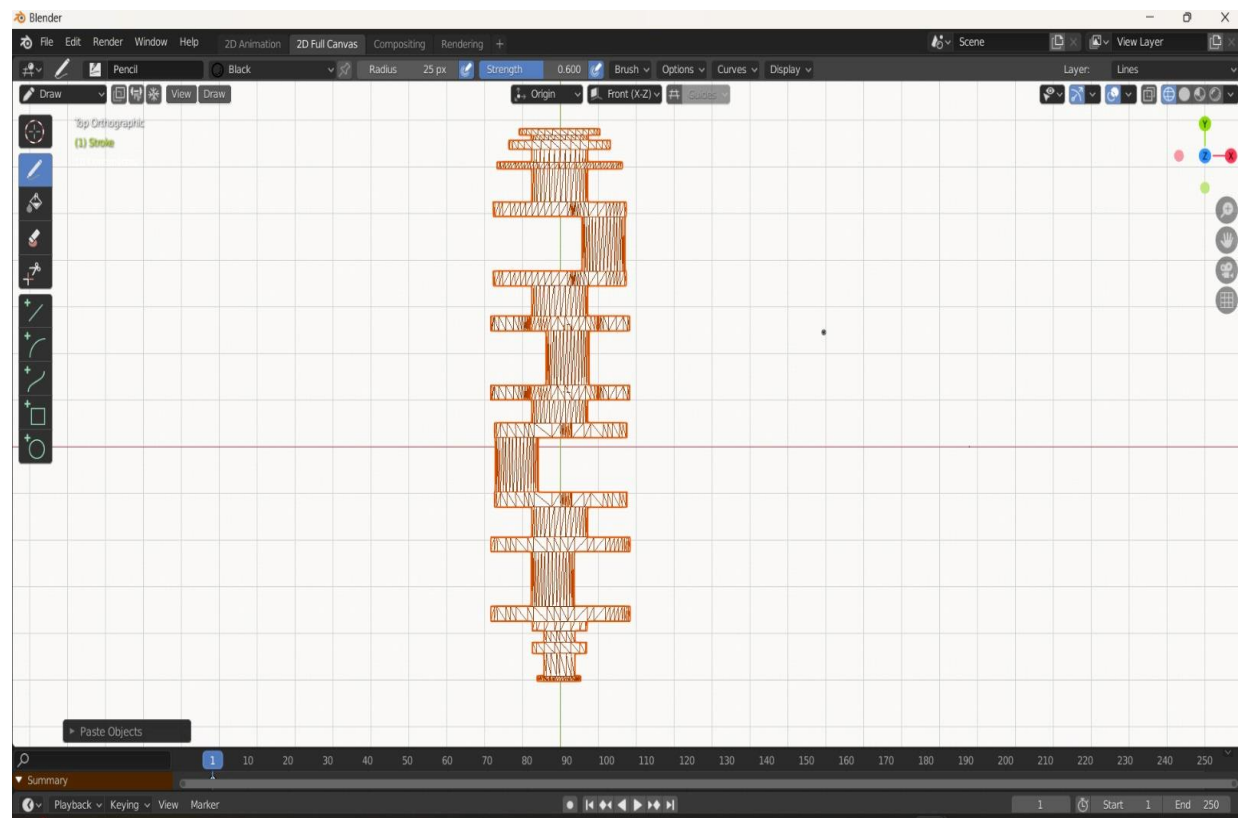 Blender
File Edit Render Window Help 2D Animation 2D Full Canvas Compositing Rendering + Scene View Layer
Pencil Black Radius 25 px Strength 0.600 Brush Options Curves Display Layer: Lines
Draw View Draw Origin Front (X-Z) Guides
Top Orthographic
(1) Stroke
Y
Z X
Paste Objects
1 10 20 30 40 50 60 70 80 90 100 110 120 130 140 150 160 170 180 190 200 210 220 230 240 250
Summary
Playback Keying View Marker 1 Start 1 End 250